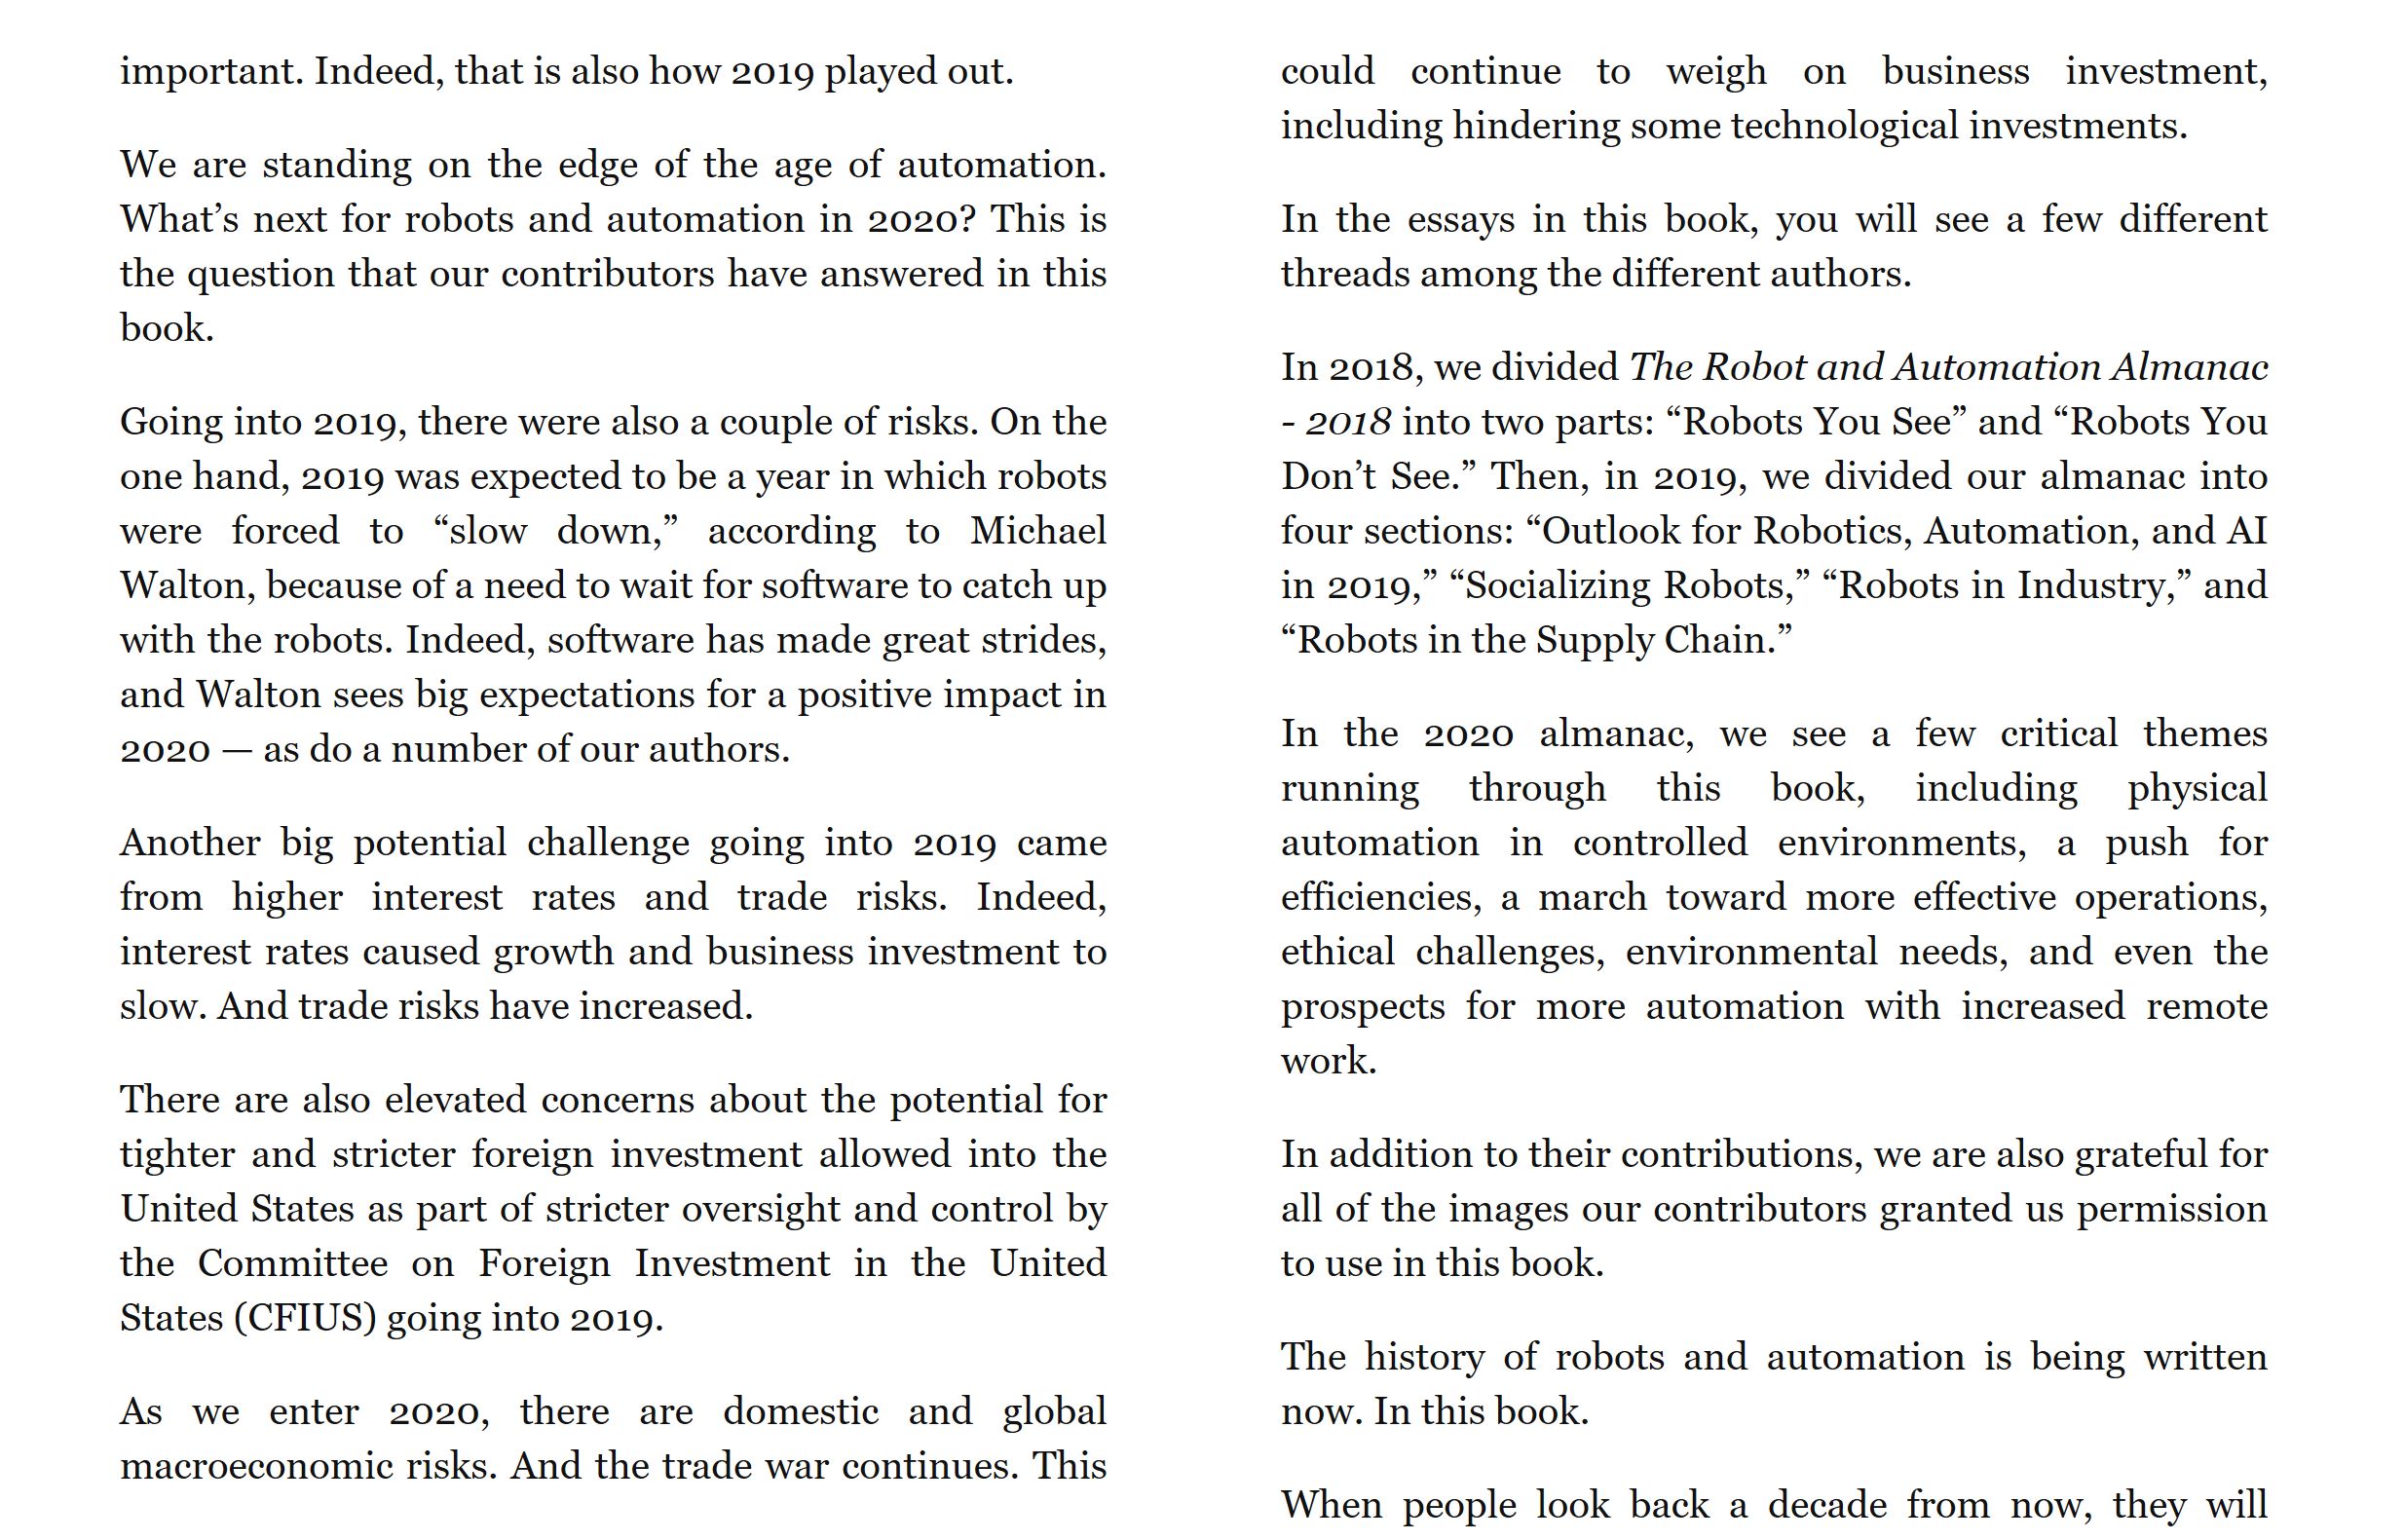 important. Indeed, that is also how 2019 played out.
We are standing on the edge of the age of automation.
What’s next for robots and automation in 2020? This is
the question that our contributors have answered in this
book.
Going into 2019, there were also a couple of risks. On the
one hand, 2019 was expected to be a year in which robots
were forced to “slow down,” according to Michael
Walton, because of a need to wait for software to catch up
with the robots. Indeed, software has made great strides,
and Walton sees big expectations for a positive impact in
2020 — as do a number of our authors.
Another big potential challenge going into 2019 came
from higher interest rates and trade risks. Indeed,
interest rates caused growth and business investment to
slow. And trade risks have increased.
There are also elevated concerns about the potential for
tighter and stricter foreign investment allowed into the
United States as part of stricter oversight and control by
the Committee on Foreign Investment in the United
States (CFIUS) going into 2019.
As we enter 2020, there are domestic and global
macroeconomic risks. And the trade war continues. This
could continue to weigh on business investment,
including hindering some technological investments.
In the essays in this book, you will see a few different
threads among the different authors.
In 2018, we divided The Robot and Automation Almanac
- 2018 into two parts: “Robots You See” and “Robots You
Don’t See.” Then, in 2019, we divided our almanac into
four sections: “Outlook for Robotics, Automation, and AI
in 2019,” “Socializing Robots,” “Robots in Industry,” and
“Robots in the Supply Chain.”
In the 2020 almanac, we see a few critical themes
running through this book, including physical
automation in controlled environments, a push for
efficiencies, a march toward more effective operations,
ethical challenges, environmental needs, and even the
prospects for more automation with increased remote
work.
In addition to their contributions, we are also grateful for
all of the images our contributors granted us permission
to use in this book.
The history of robots and automation is being written
now. In this book.
When people look back a decade from now, they will